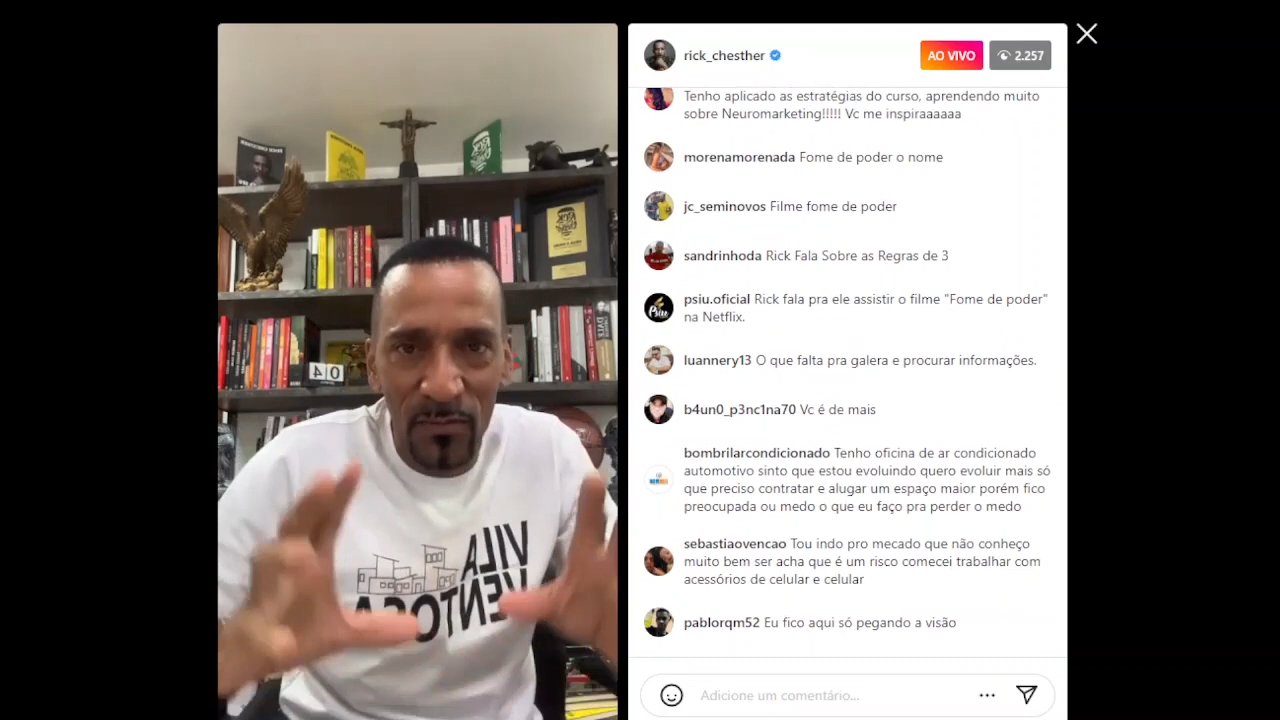 rick_chesther
AO VIVO
2.257
Tenho aplicado as estratégias do curso, aprendendo muito
sobre Neuromarketing!!!!! Vc me inspiraaaaaa
morenamorenada Fome de poder o nome
jc_seminovos Filme fome de poder
sandrinhoda Rick Fala Sobre as Regras de 3
psiu.oficial Rick fala pra ele assistir o filme "Fome de poder"
na Netflix.
luannery13 O que falta pra galera e procurar informações.
b4un0_p3nc1na70 Vc é de mais
bombrilarcondicionado Tenho oficina de ar condicionado
automotivo sinto que estou evoluindo quero evoluir mais só
que preciso contratar e alugar um espaço maior porém fico
preocupada ou medo o que eu faço pra perder o medo
sebastiaovencao Tou indo pro mecado que não conheço
muito bem ser acha que é um risco comecei trabalhar com
acessórios de celular e celular
pablorqm52 Eu fico aqui só pegando a visão
Adicione um comentário...
VILA
VENTOSA
04